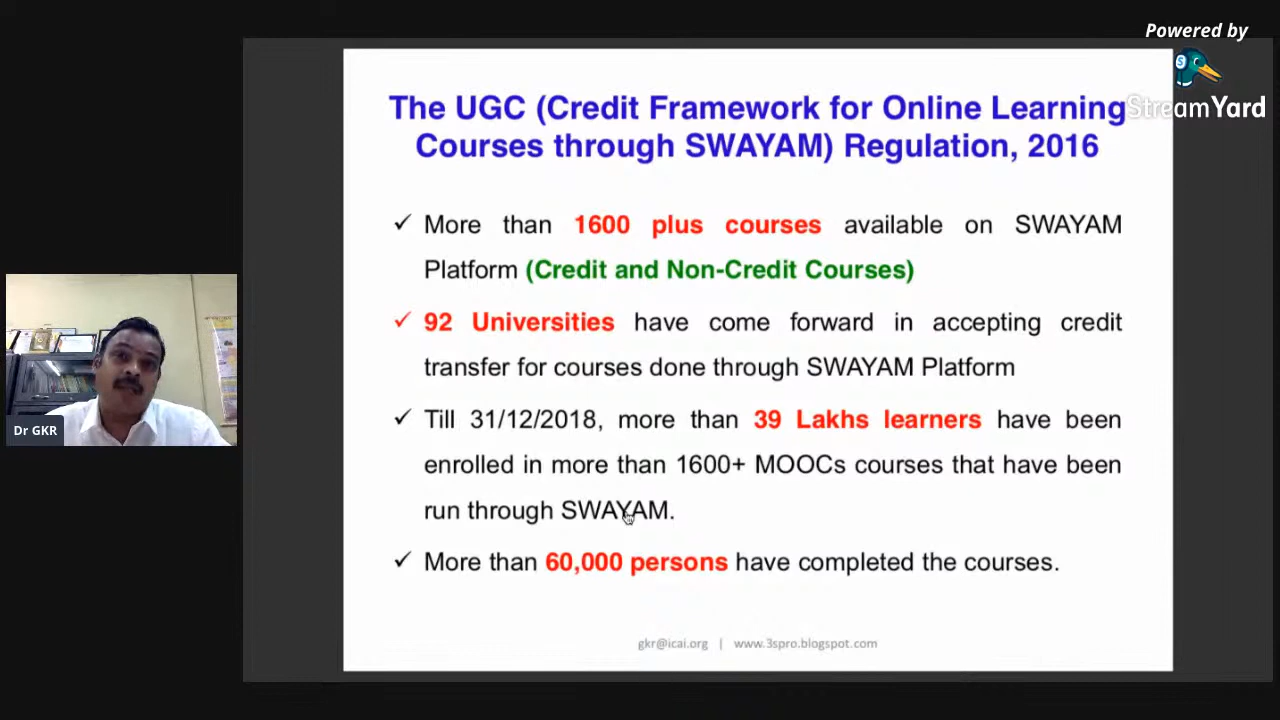 Powered by
StreamYard
The UGC (Credit Framework for Online Learning
Courses through SWAYAM) Regulation, 2016
✓ More than 1600 plus courses available on SWAYAM
Platform (Credit and Non-Credit Courses)
✓ 92 Universities have come forward in accepting credit
transfer for courses done through SWAYAM Platform
✓ Till 31/12/2018, more than 39 Lakhs learners have been
enrolled in more than 1600+ MOOCs courses that have been
run through SWAYAM.
✓ More than 60,000 persons have completed the courses.
gkr@icai.org | www.3spro.blogspot.com
Dr GKR